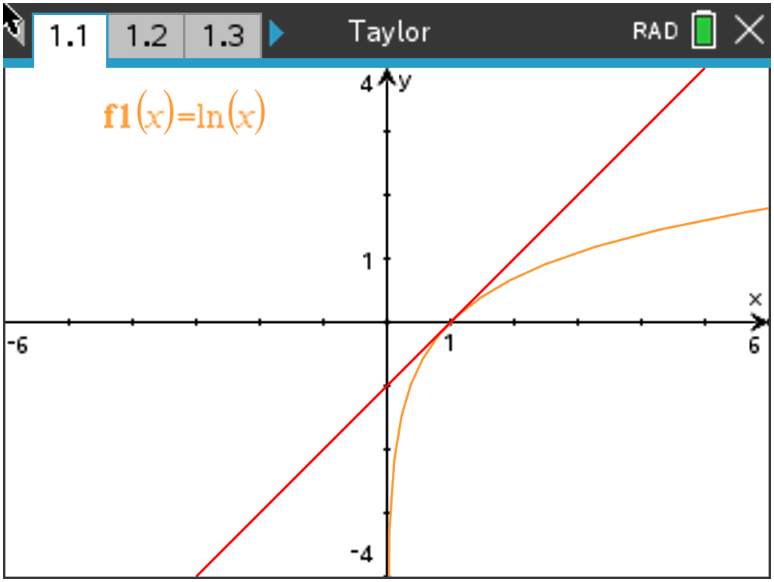 1.1 1.2 1.3 Taylor RAD
4 y
f1(x)=ln(x)
1
x
-6 1 6
-4